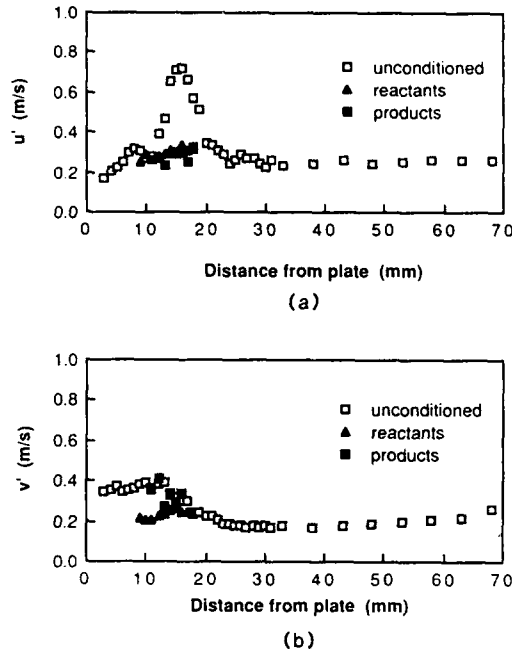 1.0
0.8
0.6
0.4
0.2
0.0
u' (m/s)
unconditioned
reactants
products
0 10 20 30 40 50 60 70
Distance from plate (mm)
(a)
1.0
0.8
0.6
0.4
0.2
0.0
v' (m/s)
unconditioned
reactants
products
0 10 20 30 40 50 60 70
Distance from plate (mm)
(b)